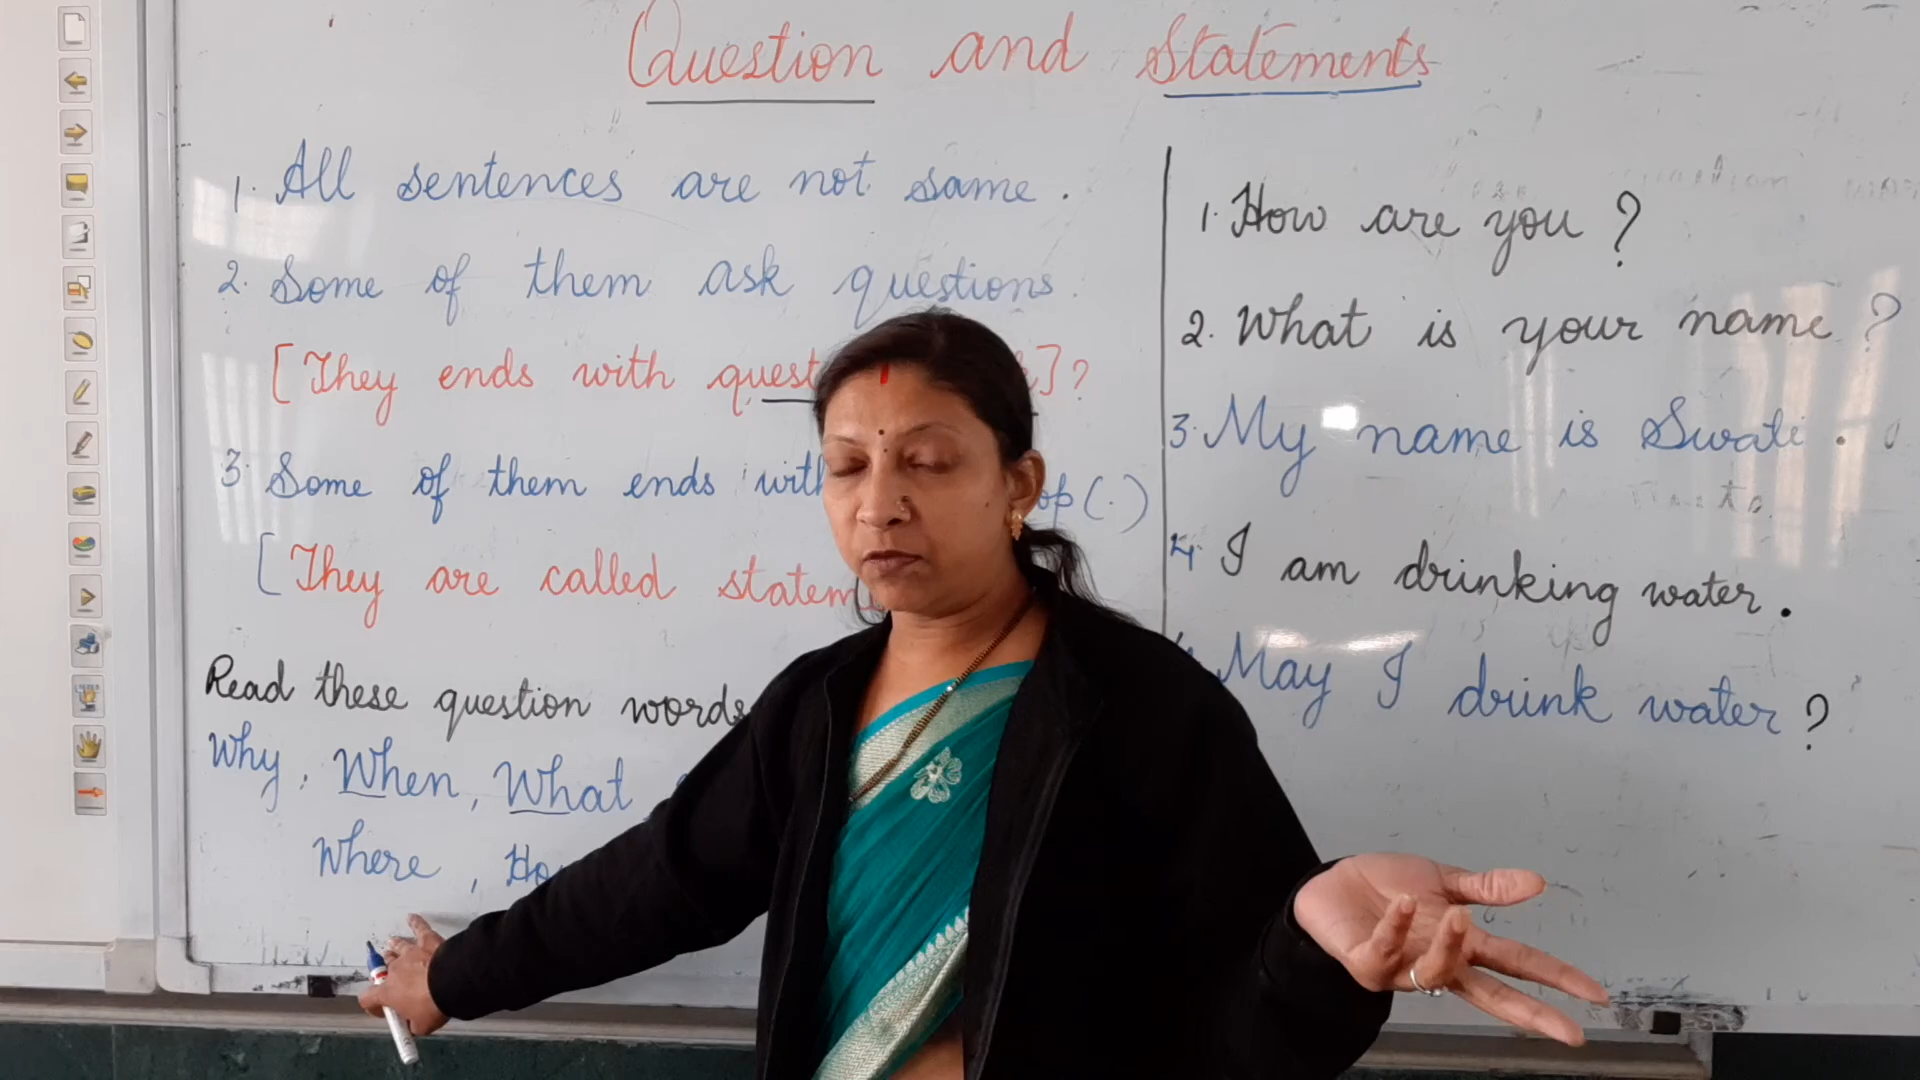 Question and Statements
1. All sentences are not same.
2. Some of them ask questions.
[They ends with ]?
3. Some of them ends with (.)
[They are called
Read these question words
Why, When, What
Where,
1. How are you?
2. What is your name?
3. My name is Swati.
4. I am drinking water.
May I drink water?